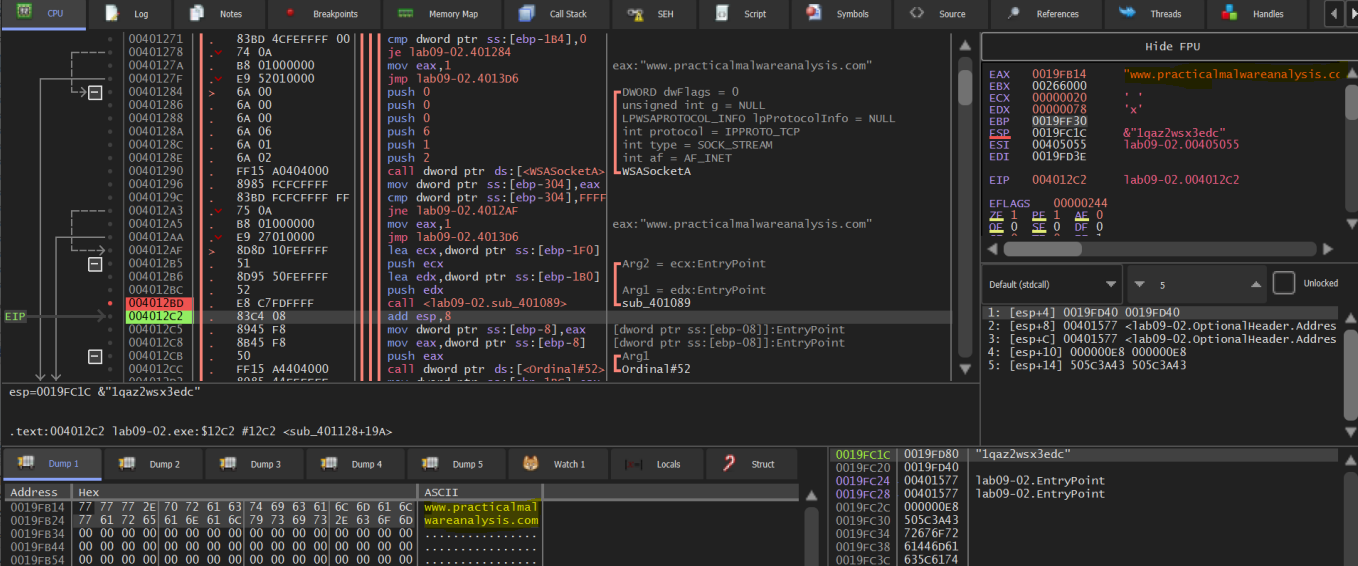 CPU Log Notes Breakpoints Memory Map Call Stack SEH Script Symbols Source References Threads Handles
00401271 . 83BD 4CFEFFFF 00 cmp dword ptr ss:[ebp-1B4],0
00401278 . 74 0A je lab09-02.401284
0040127A . B8 01000000 mov eax,1 eax:"www.practicalmalwareanalysis.com"
0040127F . E9 52010000 jmp lab09-02.4013D6
00401284 > 6A 00 push 0 DWORD dwFlags = 0
00401286 . 6A 00 push 0 unsigned int g = NULL
00401288 . 6A 00 push 0 LPWSAPROTOCOL_INFO lpProtocolInfo = NULL
0040128A . 6A 06 push 6 int protocol = IPPROTO_TCP
0040128C . 6A 01 push 1 int type = SOCK_STREAM
0040128E . 6A 02 push 2 int af = AF_INET
00401290 . FF15 A0404000 call dword ptr ds:[<WSASocketA> WSASocketA
00401296 . 8985 FCFCFFFF mov dword ptr ss:[ebp-304],eax
0040129C . 83BD FCFCFFFF FF cmp dword ptr ss:[ebp-304],FFFF
004012A3 . 75 0A jne lab09-02.4012AF
004012A5 . B8 01000000 mov eax,1 eax:"www.practicalmalwareanalysis.com"
004012AA . E9 27010000 jmp lab09-02.4013D6
004012AF > 8D8D 10FEFFFF lea ecx,dword ptr ss:[ebp-1F0]
004012B5 . 51 push ecx Arg2 = ecx:EntryPoint
004012B6 . 8D95 50FEFFFF lea edx,dword ptr ss:[ebp-1B0]
004012BC . 52 push edx Arg1 = edx:EntryPoint
004012BD . E8 C7FDFFFF call <lab09-02.sub_401089> sub_401089
EIP 004012C2 . 83C4 08 add esp,8
004012C5 . 8945 F8 mov dword ptr ss:[ebp-8],eax [dword ptr ss:[ebp-08]]:EntryPoint
004012C8 . 8B45 F8 mov eax,dword ptr ss:[ebp-8] [dword ptr ss:[ebp-08]]:EntryPoint
004012CB . 50 push eax Arg1
004012CC . FF15 A4404000 call dword ptr ds:[<Ordinal#52> Ordinal#52
Hide FPU
EAX 0019FB14 "www.practicalmalwareanalysis.co
EBX 00266000
ECX 00000020 ' '
EDX 00000078 'x'
EBP 0019FF30
ESP 0019FC1C &"1qaz2wsx3edc"
ESI 00405055 lab09-02.00405055
EDI 0019FD3E
EIP 004012C2 lab09-02.004012C2
EFLAGS 00000244
ZF 1 PF 1 AF 0
OF 0 SF 0 DF 0
Default (stdcall) 5 Unlocked
1: [esp+4] 0019FD40 0019FD40
2: [esp+8] 00401577 <lab09-02.OptionalHeader.Addres
3: [esp+C] 00401577 <lab09-02.OptionalHeader.Addres
4: [esp+10] 000000E8 000000E8
5: [esp+14] 505C3A43 505C3A43
esp=0019FC1C &"1qaz2wsx3edc"
.text:004012C2 lab09-02.exe:$12C2 #12C2 <sub_401128+19A>
Dump 1 Dump 2 Dump 3 Dump 4 Dump 5 Watch 1 Locals Struct
Address Hex ASCII
0019FB14 77 77 77 2E 70 72 61 63 74 69 63 61 6C 6D 61 6C www.practicalmal
0019FB24 77 61 72 65 61 6E 61 6C 79 73 69 73 2E 63 6F 6D wareanalysis.com
0019FB34 00 00 00 00 00 00 00 00 00 00 00 00 00 00 00 00 ................
0019FB44 00 00 00 00 00 00 00 00 00 00 00 00 00 00 00 00 ................
0019FB54 00 00 00 00 00 00 00 00 00 00 00 00 00 00 00 00 ................
0019FC1C 0019FD80 "1qaz2wsx3edc"
0019FC20 0019FD40
0019FC24 00401577 lab09-02.EntryPoint
0019FC28 00401577 lab09-02.EntryPoint
0019FC2C 000000E8
0019FC30 505C3A43
0019FC34 72676F72
0019FC38 61446D61
0019FC3C 635C6174